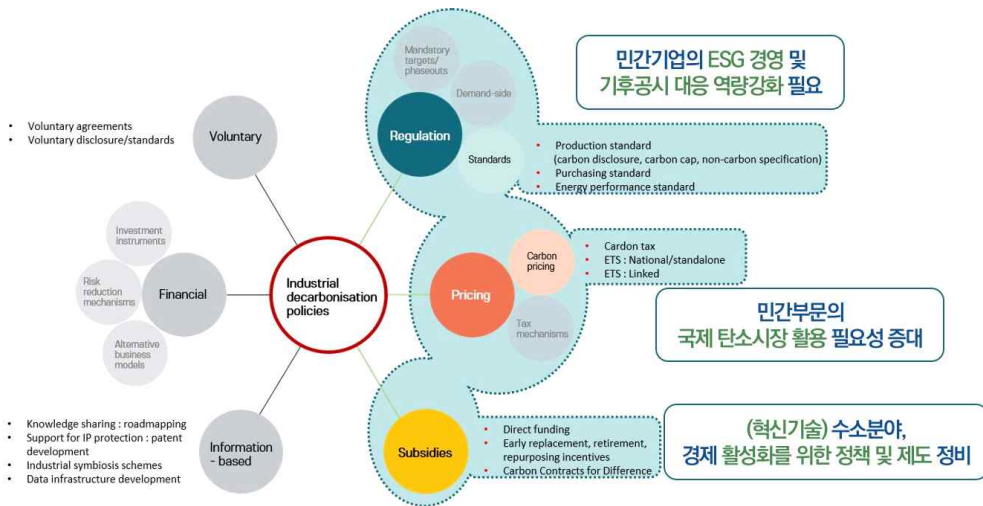 Mandatory
targets/
phaseouts
Demand-side
Regulation
Standards
민간기업의 ESG 경영 및
기후공시 대응 역량강화 필요
• Production standard
(carbon disclosure, carbon cap, non-carbon specification)
• Purchasing standard
• Energy performance standard
• Voluntary agreements
• Voluntary disclosure/standards
Voluntary
Investment
instruments
Risk
reduction
mechanisms
Financial
Alternative
business
models
Industrial
decarbonisation
policies
Pricing
Carbon
pricing
Tax
mechanisms
• Cardon tax
• ETS : National/standalone
• ETS : Linked
민간부문의
국제 탄소시장 활용 필요성 증대
• Knowledge sharing : roadmapping
• Support for IP protection : patent
development
• Industrial symbiosis schemes
• Data infrastructure development
Information
- based
Subsidies
• Direct funding
• Early replacement, retirement,
repurposing incentives
• Carbon Contracts for Difference
(혁신기술) 수소분야,
경제 활성화를 위한 정책 및 제도 정비